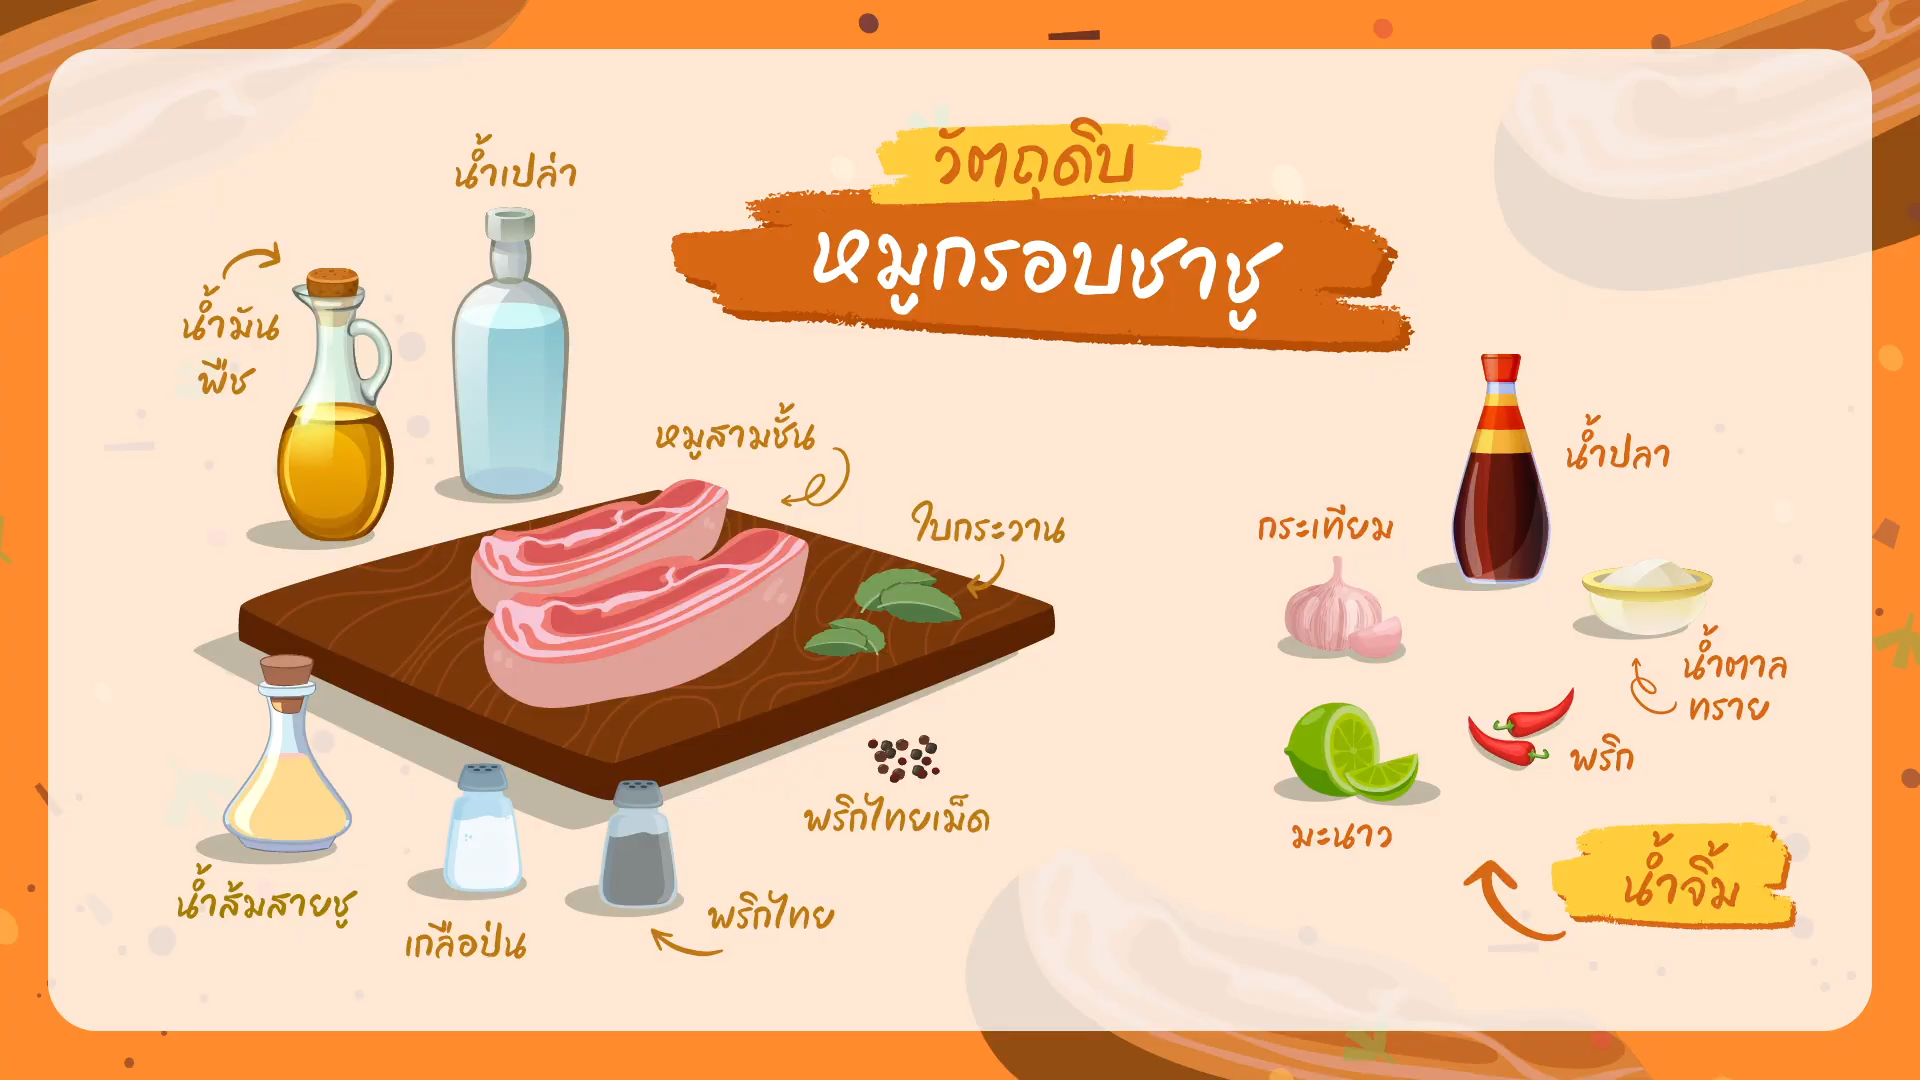 วัตถุดิบ
หมูกรอบชาชู
น้ำเปล่า
น้ำมัน
พืช
หมูสามชั้น
ใบกระวาน
น้ำส้มสายชู
เกลือป่น
พริกไทย
พริกไทยเม็ด
น้ำปลา
กระเทียม
น้ำตาล
ทราย
พริก
มะนาว
น้ำจิ้ม